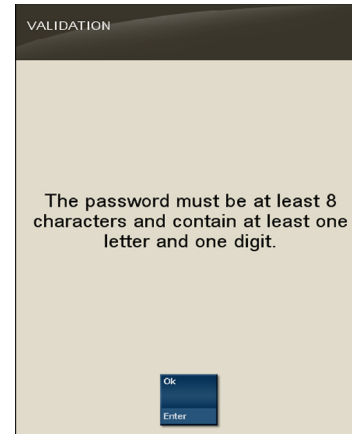 VALIDATION
The password must be at least 8
characters and contain at least one
letter and one digit.
Ok
Enter